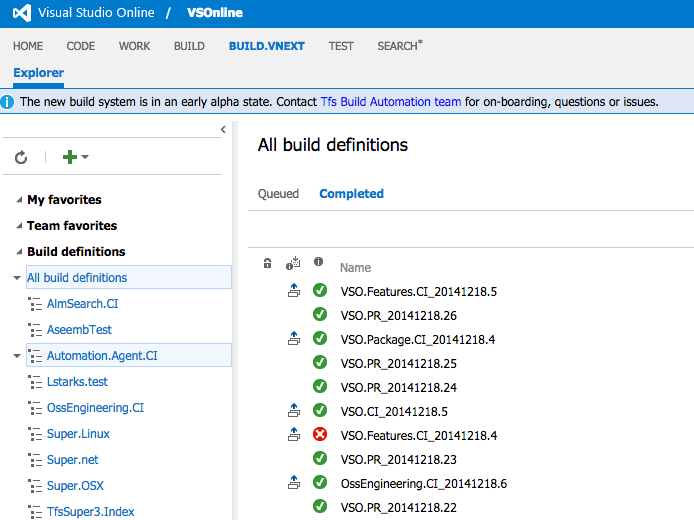 Visual Studio Online / VSOnline
HOME CODE WORK BUILD BUILD.VNEXT TEST SEARCH*
Explorer
The new build system is in an early alpha state. Contact Tfs Build Automation team for on-boarding, questions or issues.
My favorites
Team favorites
Build definitions
All build definitions
AlmSearch.CI
AseembTest
Automation.Agent.CI
Lstarks.test
OssEngineering.CI
Super.Linux
Super.net
Super.OSX
TfsSuper3.Index
All build definitions
Queued Completed
Name
VSO.Features.CI_20141218.5
VSO.PR_20141218.26
VSO.Package.CI_20141218.4
VSO.PR_20141218.25
VSO.PR_20141218.24
VSO.CI_20141218.5
VSO.Features.CI_20141218.4
VSO.PR_20141218.23
OssEngineering.CI_20141218.6
VSO.PR_20141218.22